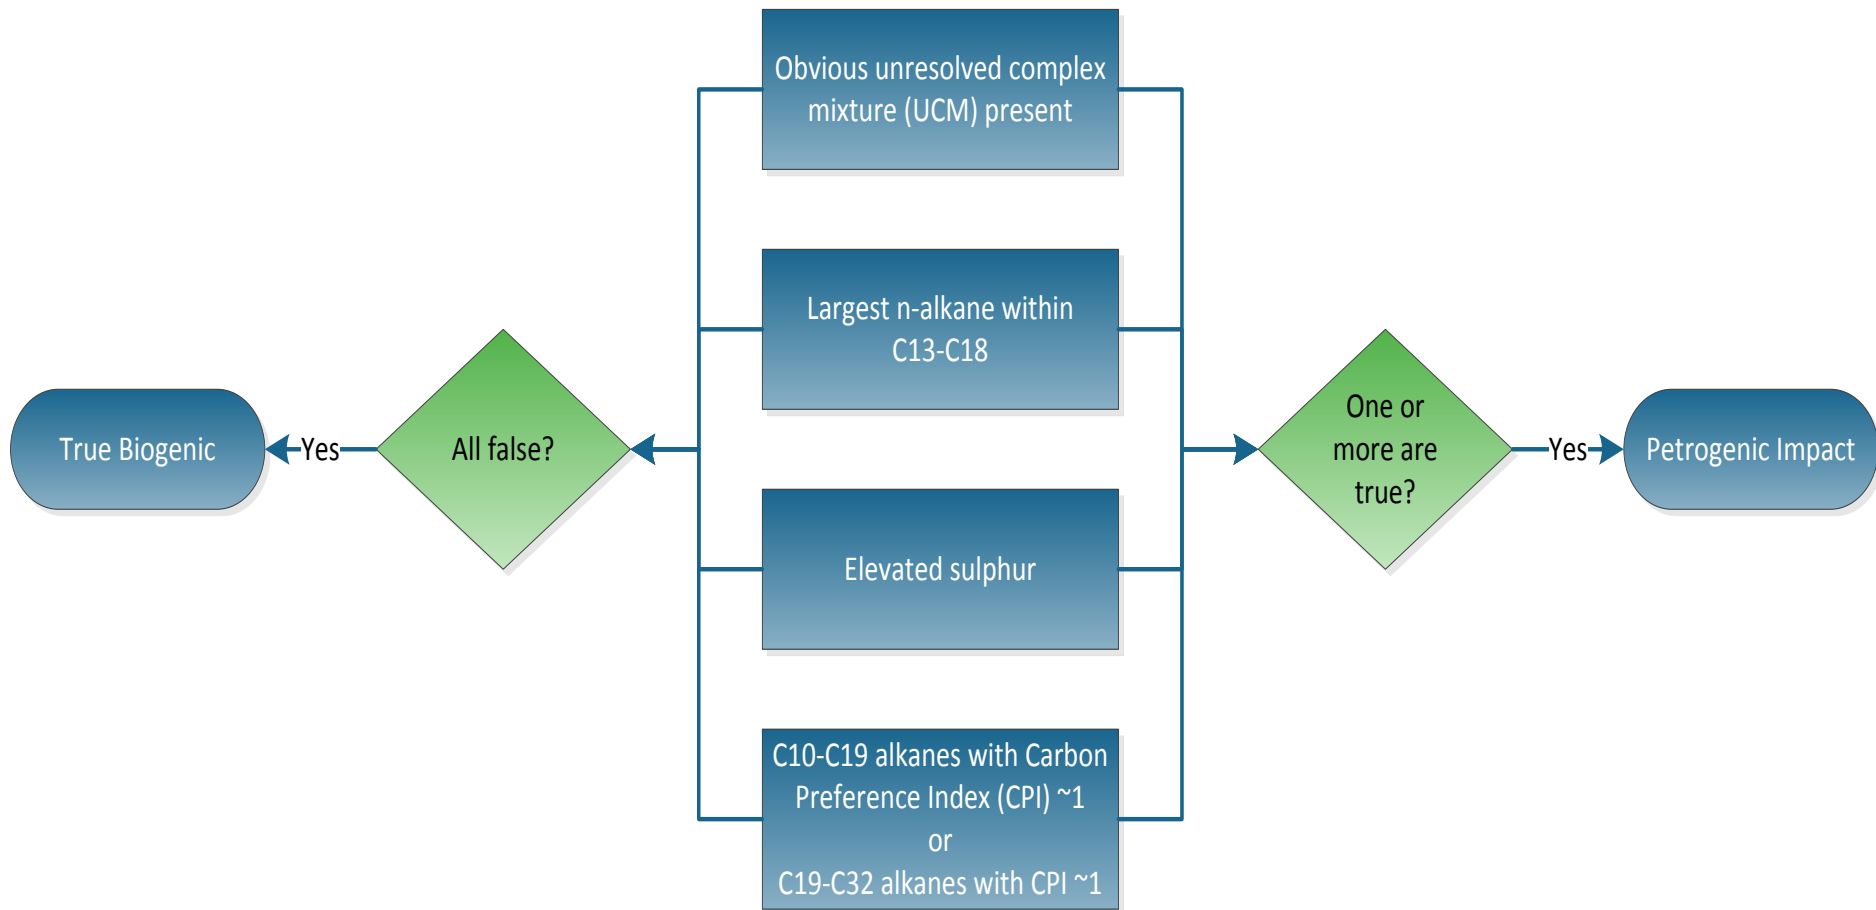 Obvious unresolved complex
mixture (UCM) present
Largest n-alkane within
C13-C18
True Biogenic
Yes
All false?
One or
more are
true?
Yes
Petrogenic Impact
Elevated sulphur
C10-C19 alkanes with Carbon
Preference Index (CPI) ~1
or
C19-C32 alkanes with CPI ~1